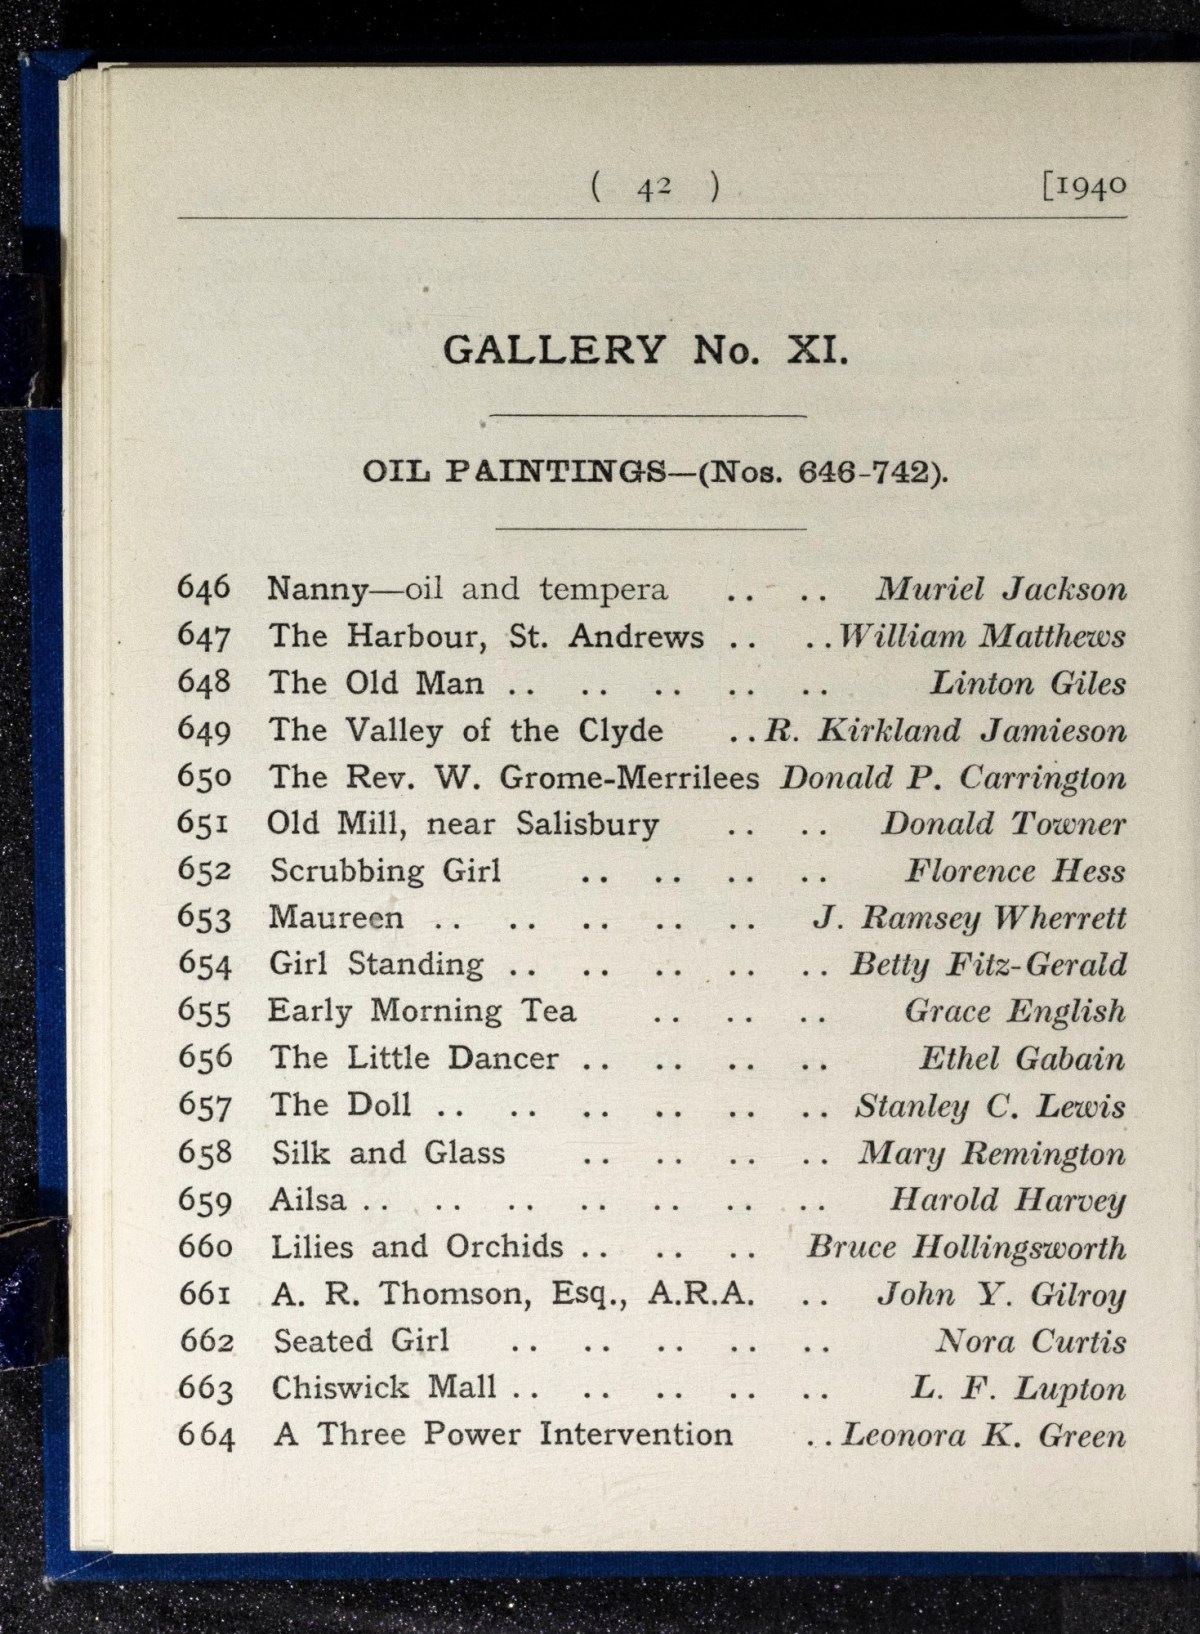 ( 42 ) [1940
GALLERY No. XI.
OIL PAINTINGS—(Nos. 646-742).
646 Nanny—oil and tempera .. .. Muriel Jackson
647 The Harbour, St. Andrews .. .. William Matthews
648 The Old Man .. .. .. .. .. Linton Giles
649 The Valley of the Clyde .. R. Kirkland Jamieson
650 The Rev. W. Grome-Merrilees Donald P. Carrington
651 Old Mill, near Salisbury .. .. Donald Towner
652 Scrubbing Girl .. .. .. .. Florence Hess
653 Maureen .. .. .. .. .. J. Ramsey Wherrett
654 Girl Standing .. .. .. .. .. Betty Fitz-Gerald
655 Early Morning Tea .. .. .. Grace English
656 The Little Dancer .. .. .. .. Ethel Gabain
657 The Doll .. .. .. .. .. .. Stanley C. Lewis
658 Silk and Glass .. .. .. .. Mary Remington
659 Ailsa .. .. .. .. .. .. .. Harold Harvey
660 Lilies and Orchids .. .. .. Bruce Hollingsworth
661 A. R. Thomson, Esq., A.R.A. .. John Y. Gilroy
662 Seated Girl .. .. .. .. .. Nora Curtis
663 Chiswick Mall .. .. .. .. .. L. F. Lupton
664 A Three Power Intervention .. Leonora K. Green